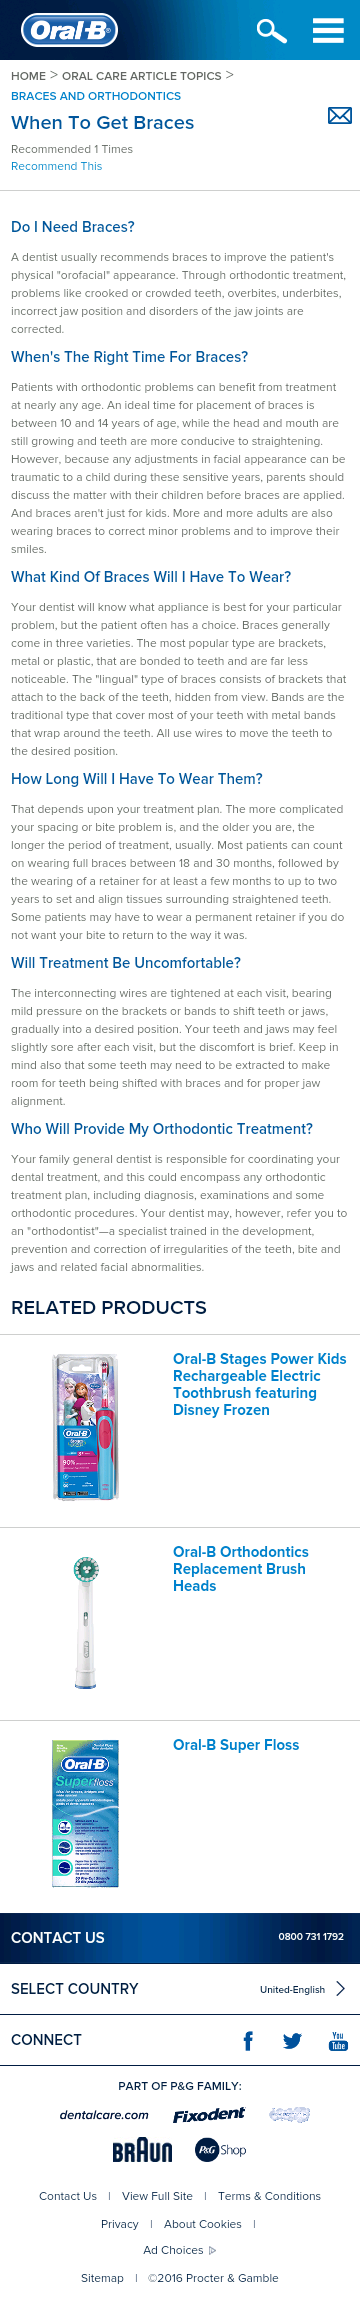 Oral-B
HOME > ORAL CARE ARTICLE TOPICS >
BRACES AND ORTHODONTICS
When To Get Braces
Recommended 1 Times
Recommend This
Do I Need Braces?
A dentist usually recommends braces to improve the patient's
physical "orofacial" appearance. Through orthodontic treatment,
problems like crooked or crowded teeth, overbites, underbites,
incorrect jaw position and disorders of the jaw joints are
corrected.
When's The Right Time For Braces?
Patients with orthodontic problems can benefit from treatment
at nearly any age. An ideal time for placement of braces is
between 10 and 14 years of age, while the head and mouth are
still growing and teeth are more conducive to straightening.
However, because any adjustments in facial appearance can be
traumatic to a child during these sensitive years, parents should
discuss the matter with their children before braces are applied.
And braces aren't just for kids. More and more adults are also
wearing braces to correct minor problems and to improve their
smiles.
What Kind Of Braces Will I Have To Wear?
Your dentist will know what appliance is best for your particular
problem, but the patient often has a choice. Braces generally
come in three varieties. The most popular type are brackets,
metal or plastic, that are bonded to teeth and are far less
noticeable. The "lingual" type of braces consists of brackets that
attach to the back of the teeth, hidden from view. Bands are the
traditional type that cover most of your teeth with metal bands
that wrap around the teeth. All use wires to move the teeth to
the desired position.
How Long Will I Have To Wear Them?
That depends upon your treatment plan. The more complicated
your spacing or bite problem is, and the older you are, the
longer the period of treatment, usually. Most patients can count
on wearing full braces between 18 and 30 months, followed by
the wearing of a retainer for at least a few months to up to two
years to set and align tissues surrounding straightened teeth.
Some patients may have to wear a permanent retainer if you do
not want your bite to return to the way it was.
Will Treatment Be Uncomfortable?
The interconnecting wires are tightened at each visit, bearing
mild pressure on the brackets or bands to shift teeth or jaws,
gradually into a desired position. Your teeth and jaws may feel
slightly sore after each visit, but the discomfort is brief. Keep in
mind also that some teeth may need to be extracted to make
room for teeth being shifted with braces and for proper jaw
alignment.
Who Will Provide My Orthodontic Treatment?
Your family general dentist is responsible for coordinating your
dental treatment, and this could encompass any orthodontic
treatment plan, including diagnosis, examinations and some
orthodontic procedures. Your dentist may, however, refer you to
an "orthodontist"—a specialist trained in the development,
prevention and correction of irregularities of the teeth, bite and
jaws and related facial abnormalities.
RELATED PRODUCTS
Oral-B
90%
Oral-B Stages Power Kids
Rechargeable Electric
Toothbrush featuring
Disney Frozen
Oral-B Orthodontics
Replacement Brush
Heads
Oral-B
Superfloss
Oral-B Super Floss
CONTACT US 0800 731 1792
SELECT COUNTRY United-English
CONNECT You Tube
PART OF P&G FAMILY:
dentalcare.com Fixodent
BRAUN P&G Shop
Contact Us | View Full Site | Terms & Conditions
Privacy | About Cookies |
Ad Choices
Sitemap | ©2016 Procter & Gamble